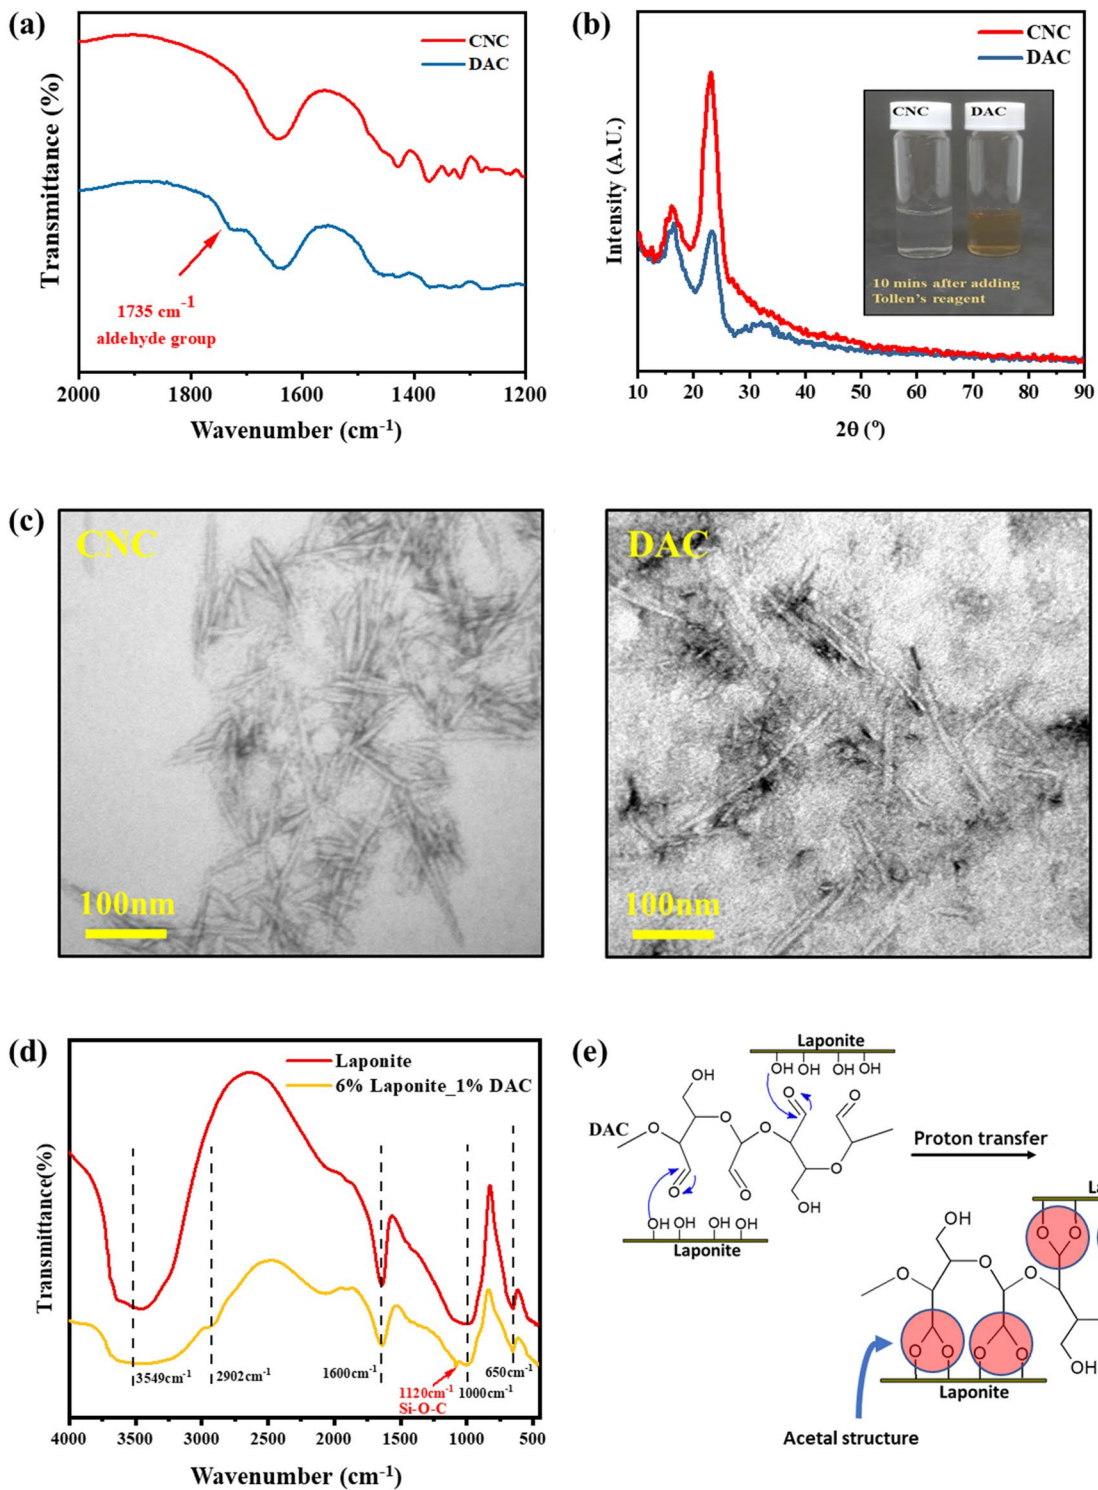 (a)
CNC
DAC
Transmittance (%)
1735 cm⁻¹
aldehyde group
2000 1800 1600 1400 1200
Wavenumber (cm⁻¹)
(b)
CNC
DAC
Intensity (A.U.)
CNC DAC
10 mins after adding
Tollen's reagent
10 20 30 40 50 60 70 80 90
2θ (º)
(c)
CNC
100nm
DAC
100nm
(d)
Laponite
6% Laponite_1% DAC
Transmittance(%)
3549cm⁻¹
2902cm⁻¹
1600cm⁻¹
1120cm⁻¹
Si-O-C
1000cm⁻¹
650cm⁻¹
4000 3500 3000 2500 2000 1500 1000 500
Wavenumber (cm⁻¹)
(e)
Laponite
OH OH OH OH
OH
O O
DAC
O O O
O
O O
OH
OH OH OH OH
Laponite
Proton transfer
La
O O
OH
O
O O
O O O O
OH
Laponite
Acetal structure